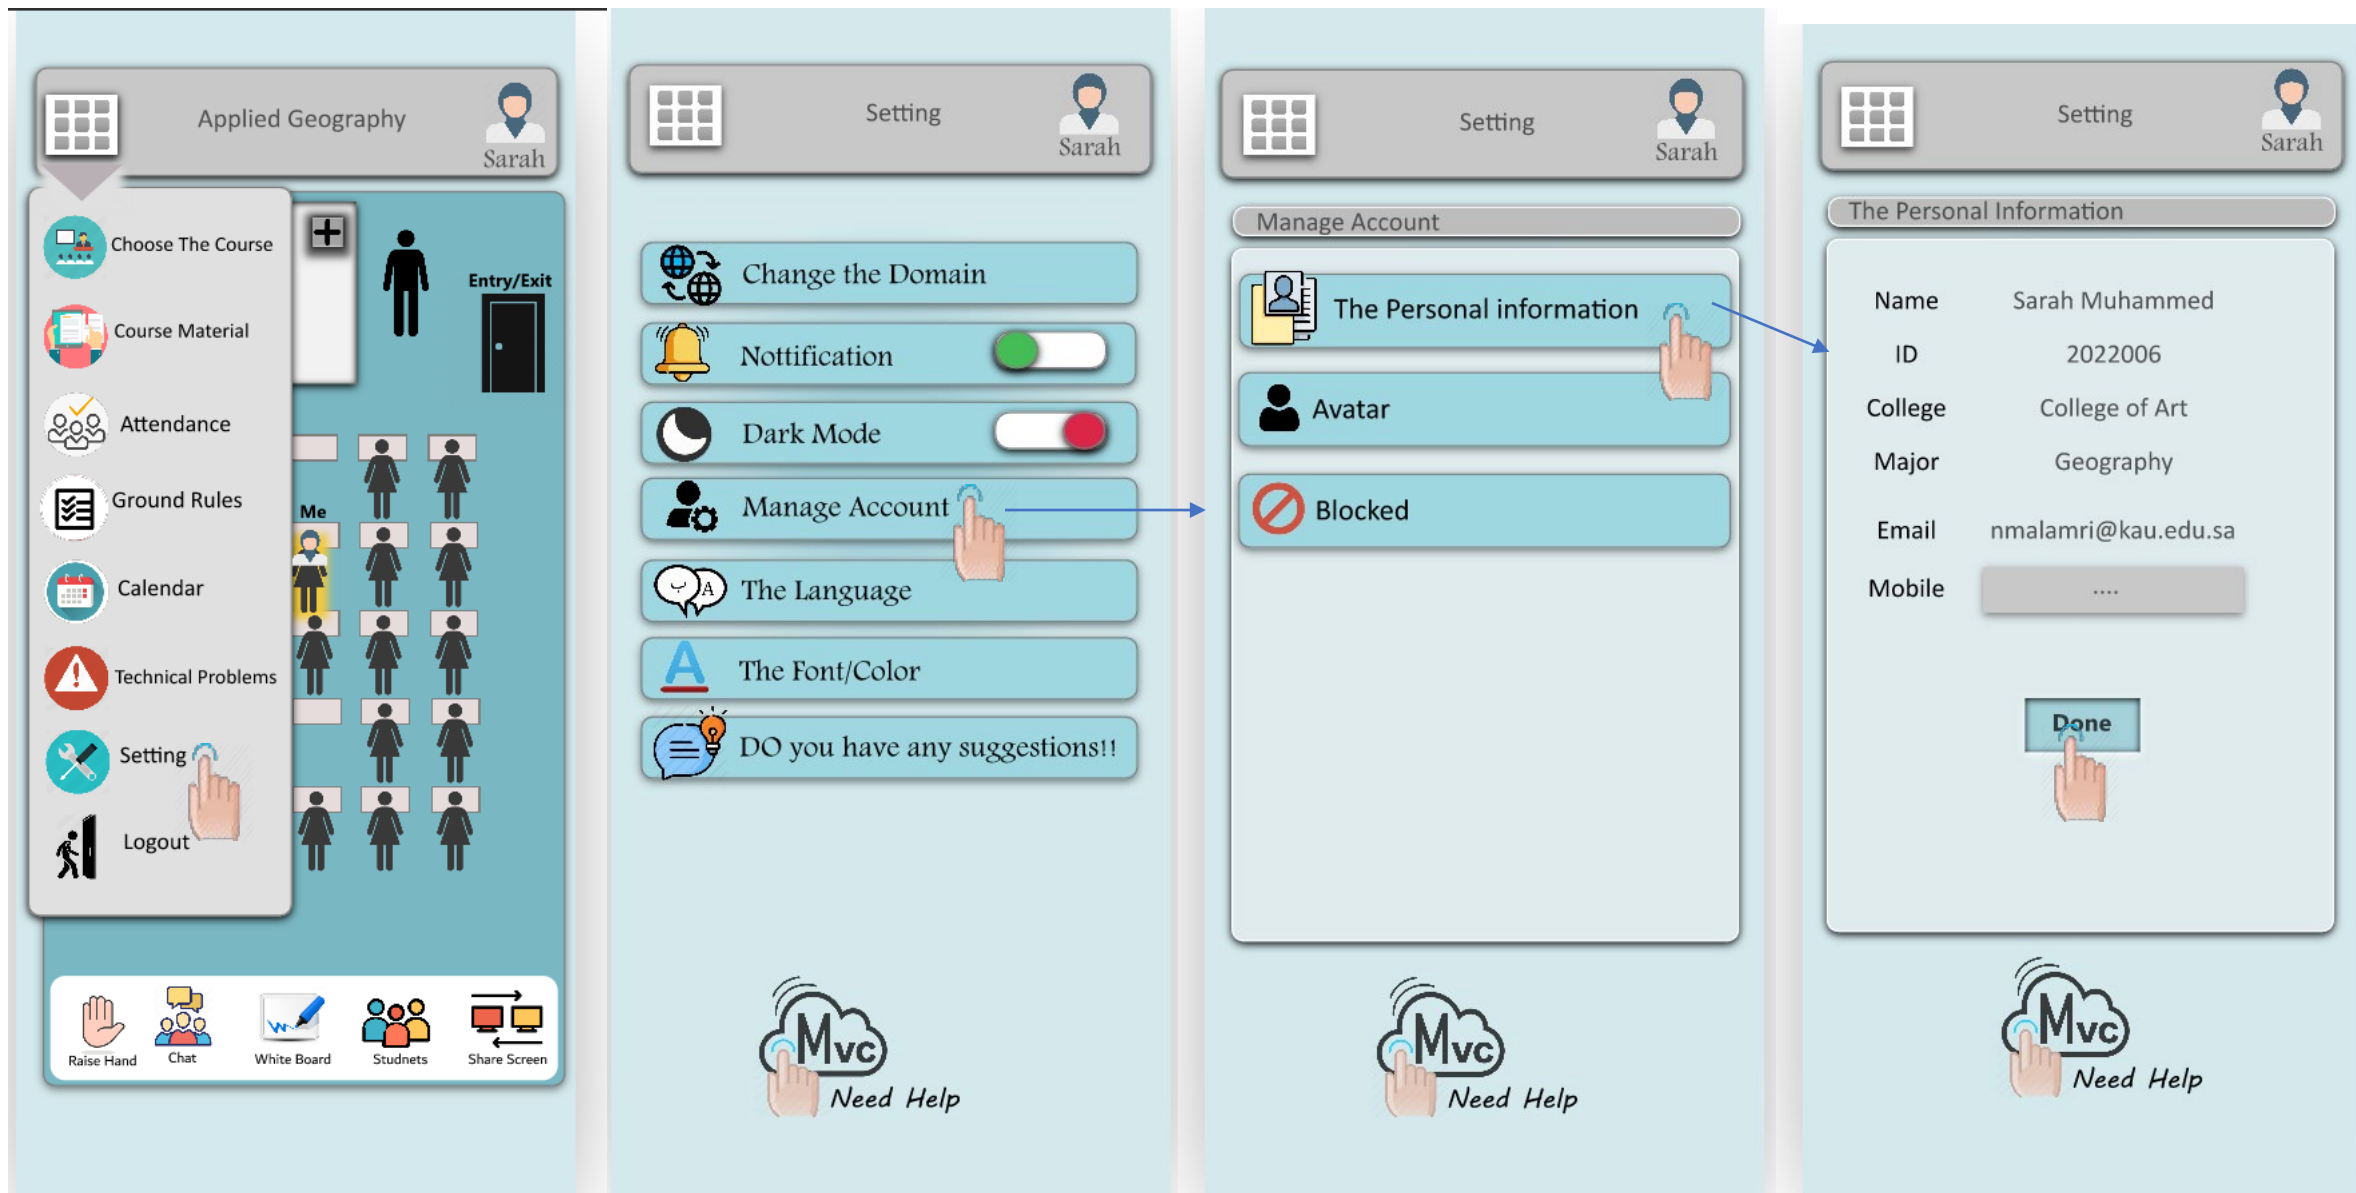 Applied Geography
Sarah
Choose The Course
Course Material
Attendance
Ground Rules
Calendar
Technical Problems
Setting
Logout
Entry/Exit
Me
Raise Hand
Chat
White Board
Studnets
Share Screen
Setting
Sarah
Change the Domain
Nottification
Dark Mode
Manage Account
A
The Language
A
The Font/Color
DO you have any suggestions!!
Mvc
Need Help
Setting
Sarah
Manage Account
The Personal information
Avatar
Blocked
Mvc
Need Help
Setting
Sarah
The Personal Information
Name Sarah Muhammed
ID 2022006
College College of Art
Major Geography
Email nmalamri@kau.edu.sa
Mobile ....
Done
Mvc
Need Help